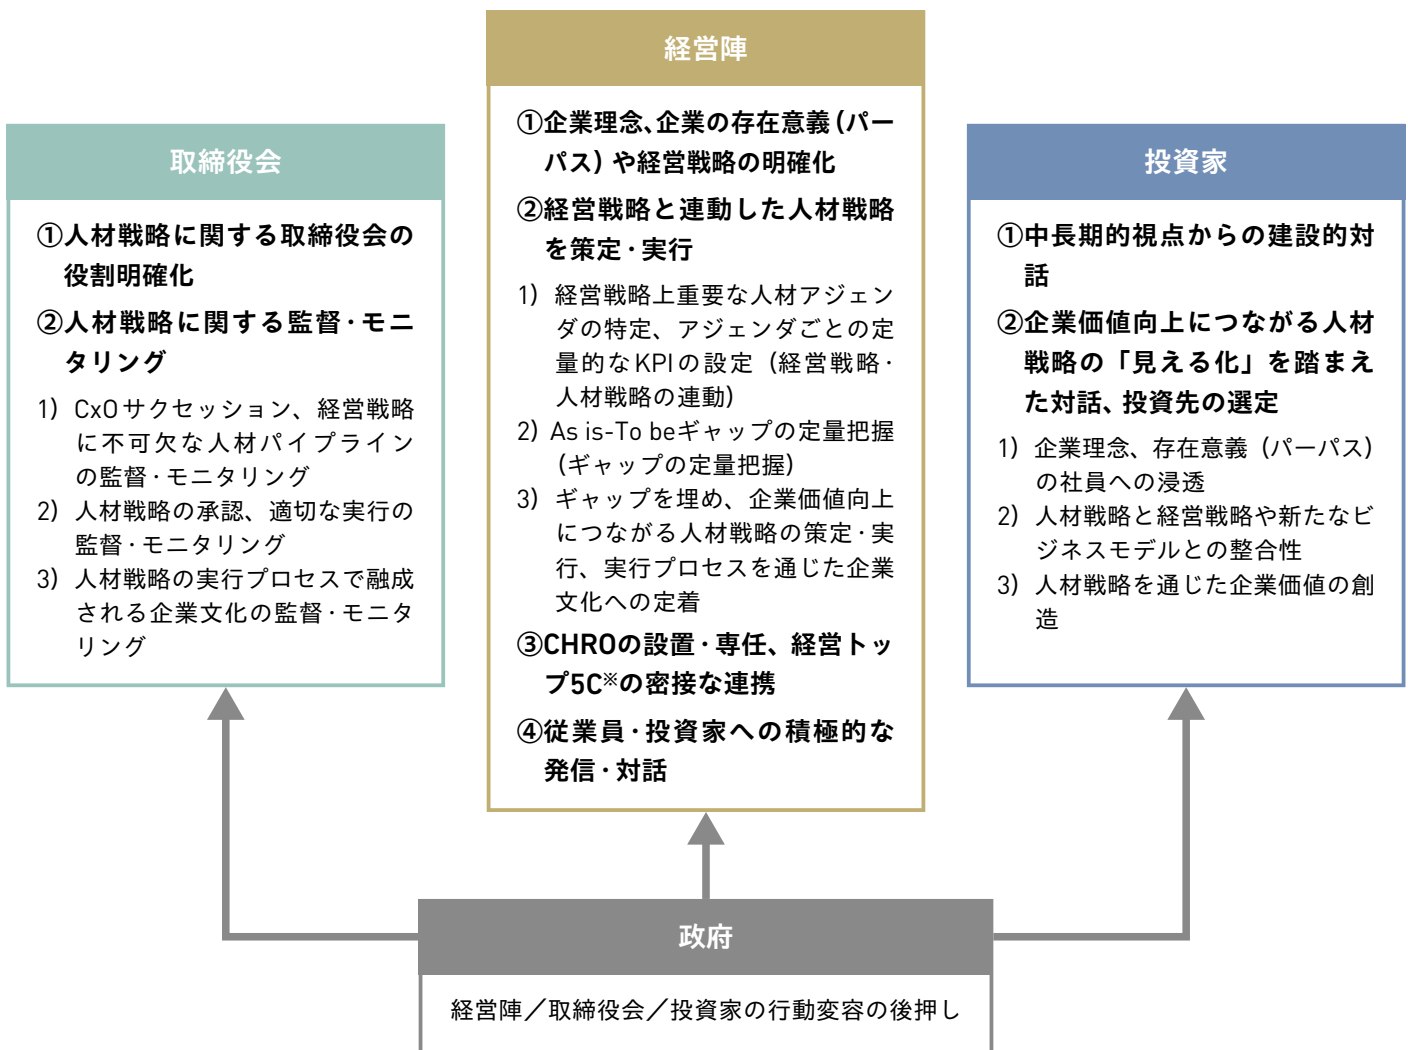 経営陣
①企業理念、企業の存在意義(パー
パス)や経営戦略の明確化
②経営戦略と連動した人材戦略
を策定・実行
1) 経営戦略上重要な人材アジェン
ダの特定、アジェンダごとの定
量的なKPIの設定(経営戦略・
人材戦略の連動)
2) As is-To beギャップの定量把握
(ギャップの定量把握)
3) ギャップを埋め、企業価値向上
につながる人材戦略の策定・実
行、実行プロセスを通じた企業
文化への定着
③CHROの設置・専任、経営トッ
プ5C※の密接な連携
④従業員・投資家への積極的な
発信・対話
取締役会
①人材戦略に関する取締役会の
役割明確化
②人材戦略に関する監督・モニ
タリング
1) CxOサクセッション、経営戦略
に不可欠な人材パイプライン
の監督・モニタリング
2) 人材戦略の承認、適切な実行の
監督・モニタリング
3) 人材戦略の実行プロセスで融成
される企業文化の監督・モニタ
リング
投資家
①中長期的視点からの建設的対
話
②企業価値向上につながる人材
戦略の「見える化」を踏まえ
た対話、投資先の選定
1) 企業理念、存在意義(パーパス)
の社員への浸透
2) 人材戦略と経営戦略や新たなビ
ジネスモデルとの整合性
3) 人材戦略を通じた企業価値の創
造
政府
経営陣/取締役会/投資家の行動変容の後押し